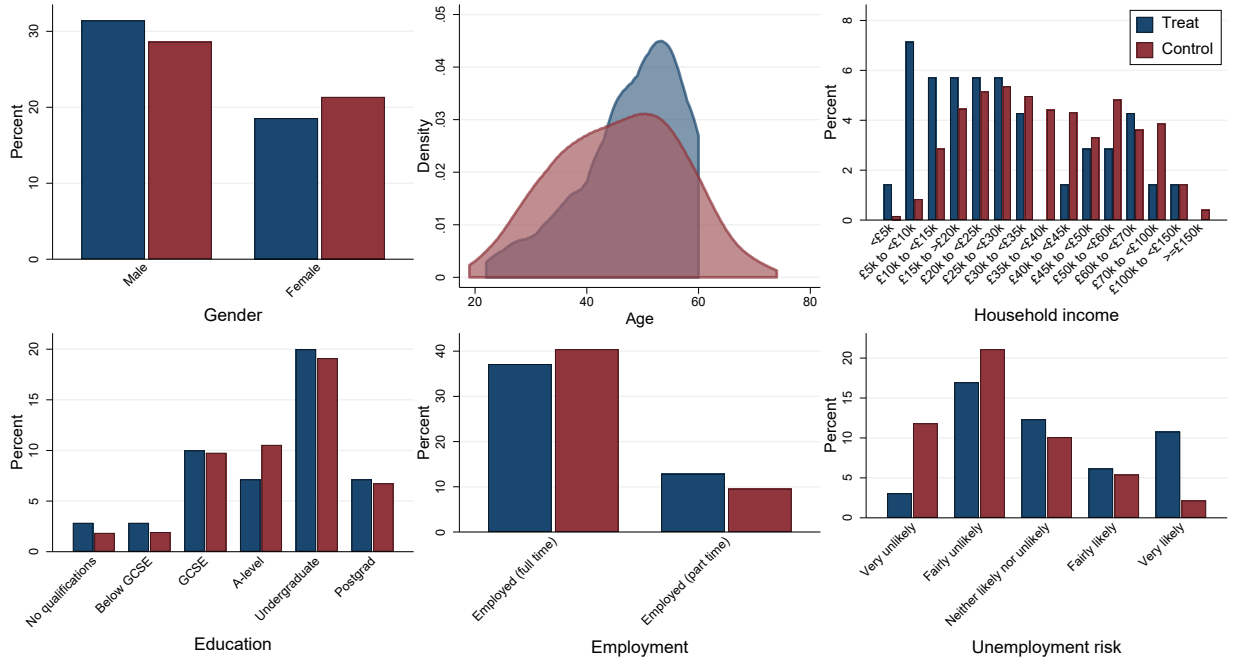 Percent
0
10
20
30
Male
Female
Gender
Density
0
.01
.02
.03
.04
.05
20
40
60
80
Age
Percent
0
2
4
6
8
Treat
Control
<£5k
£5k to <£10k
£10k to <£15k
£15k to >£20k
£20k to <£25k
£25k to <£30k
£30k to <£35k
£35k to <£40k
£40k to <£45k
£45k to <£50k
£50k to <£60k
£60k to <£70k
£70k to <£100k
£100k to <£150k
>=£150k
Household income
Percent
0
5
10
15
20
No qualifications
Below GCSE
GCSE
A-level
Undergraduate
Postgrad
Education
Percent
0
10
20
30
40
Employed (full time)
Employed (part time)
Employment
Percent
0
5
10
15
20
Very unlikely
Fairly unlikely
Neither likely nor unlikely
Fairly likely
Very likely
Unemployment risk